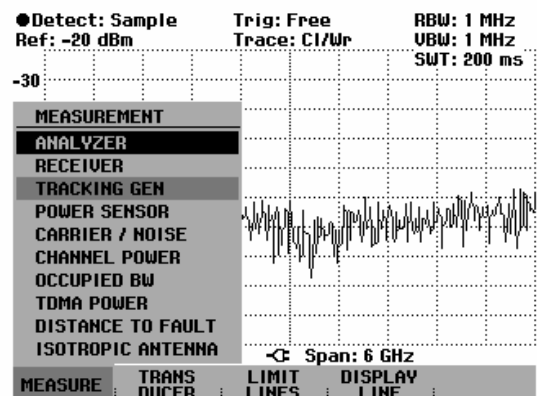 ●Detect: Sample Trig: Free RBW: 1 MHz
Ref: -20 dBm Trace: Cl/Wr VBW: 1 MHz
SWT: 200 ms
-30
MEASUREMENT
ANALYZER
RECEIVER
TRACKING GEN
POWER SENSOR
CARRIER / NOISE
CHANNEL POWER
OCCUPIED BW
TDMA POWER
DISTANCE TO FAULT
ISOTROPIC ANTENNA
Span: 6 GHz
MEASURE TRANS LIMIT DISPLAY
DUCER LINES LINE